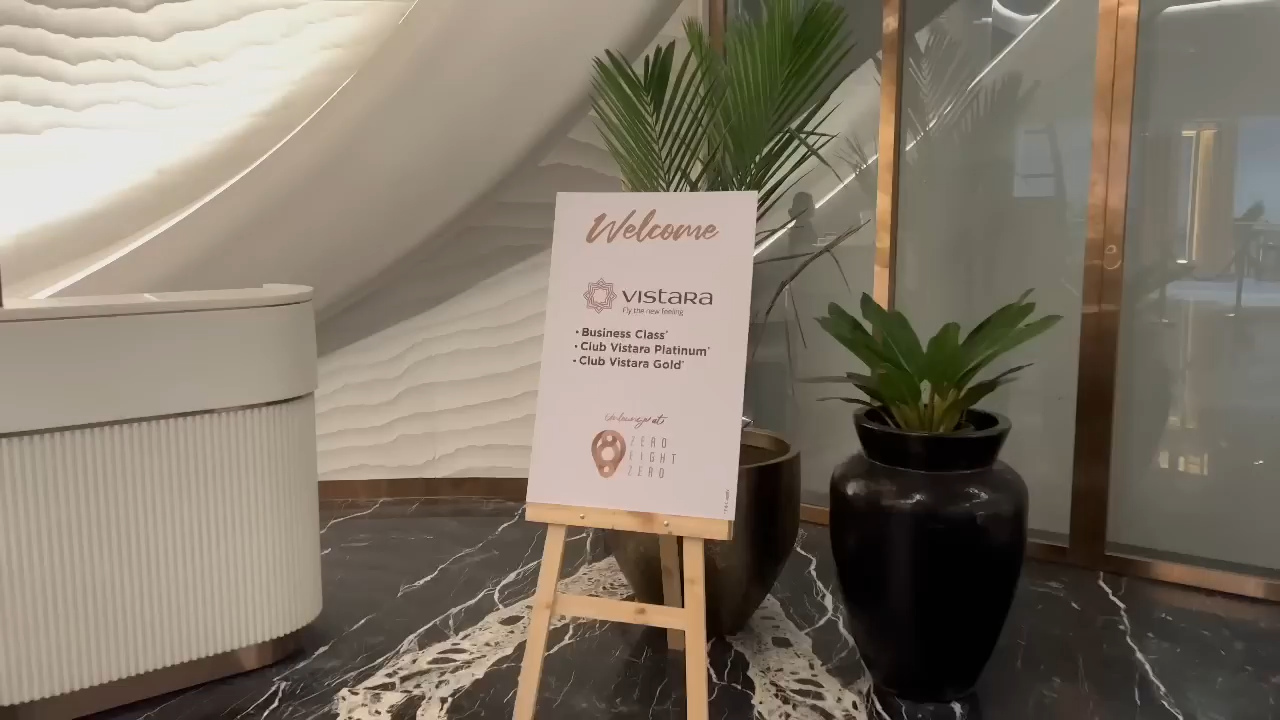 Welcome
VISTARA
Fly the new feeling
• Business Class*
• Club Vistara Platinum*
• Club Vistara Gold*
ZERO
EIGHT
ZERO